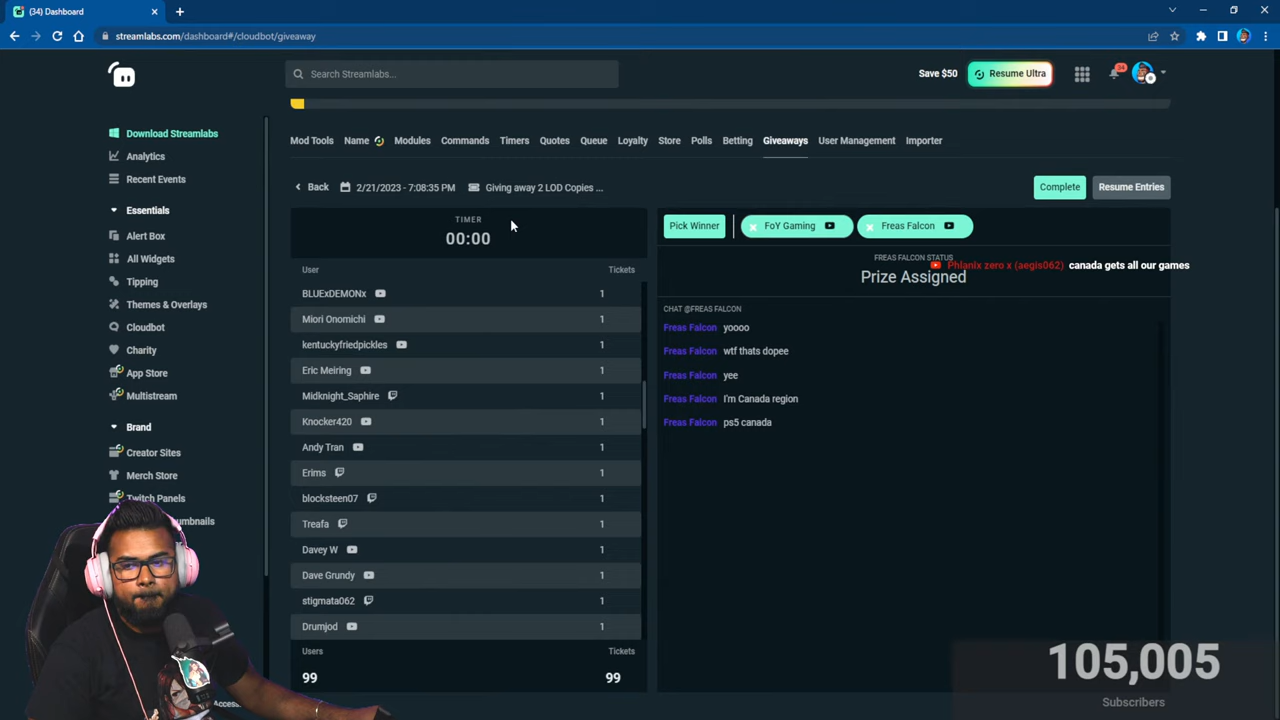 (34) Dashboard
streamlabs.com/dashboard#/cloudbot/giveaway
Search Streamlabs...
Save $50
Resume Ultra
34
Download Streamlabs
Analytics
Recent Events
Essentials
Alert Box
All Widgets
Tipping
Themes & Overlays
Cloudbot
Charity
App Store
Multistream
Brand
Creator Sites
Merch Store
Twitch Panels
umbnails
Access
Mod Tools Name Modules Commands Timers Quotes Queue Loyalty Store Polls Betting Giveaways User Management Importer
Back 2/21/2023 - 7:08:35 PM Giving away 2 LOD Copies ...
Complete Resume Entries
TIMER
00:00
User Tickets
BLUExDEMONx 1
Miori Onomichi 1
kentuckyfriedpickles 1
Eric Meiring 1
Midnight_Saphire 1
Knocker420 1
Andy Tran 1
Erims 1
blocksteen07 1
Treafa 1
Davey W 1
Dave Grundy 1
stigmata062 1
Drumjod 1
Users Tickets
99 99
Pick Winner FoY Gaming Freas Falcon
FREAS FALCON STATUS
Prize Assigned
Phlanix zero x (aegis062) canada gets all our games
CHAT @FREAS FALCON
Freas Falcon yoooo
Freas Falcon wtf thats dopee
Freas Falcon yee
Freas Falcon I'm Canada region
Freas Falcon ps5 canada
105,005
Subscribers